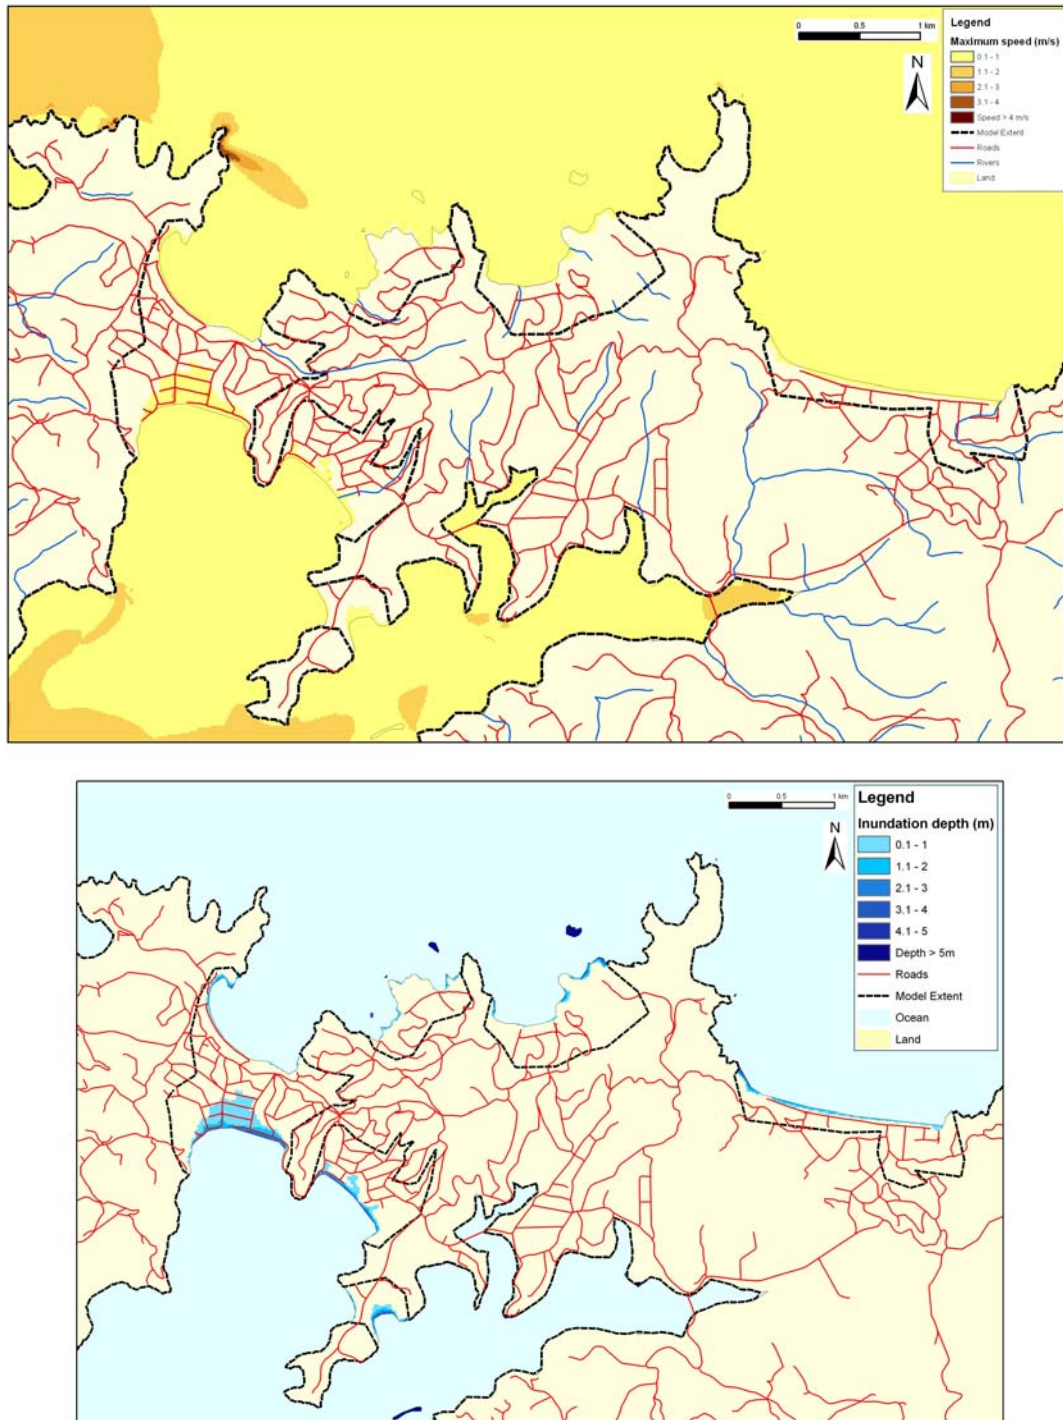 0 0.5 1 km
N
Legend
Maximum speed (m/s)
0.1 - 1
1.1 - 2
2.1 - 3
3.1 - 4
Speed > 4 m/s
Model Extent
Roads
Rivers
Land
0 0.5 1 km
N
Legend
Inundation depth (m)
0.1 - 1
1.1 - 2
2.1 - 3
3.1 - 4
4.1 - 5
Depth > 5m
Roads
Model Extent
Ocean
Land